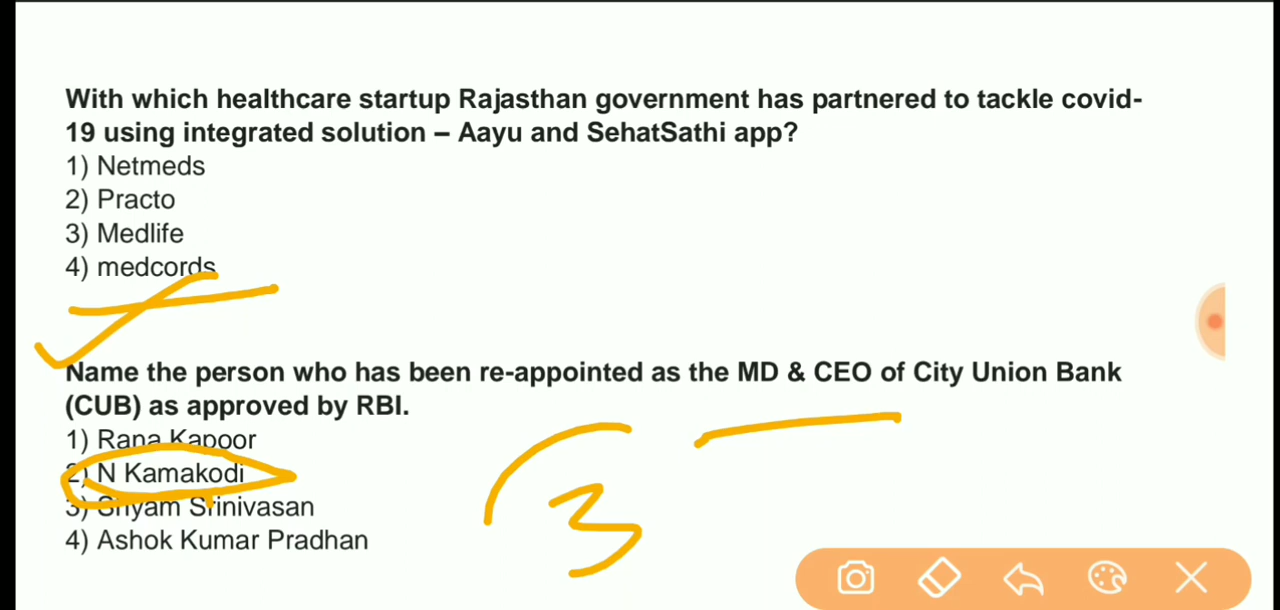 With which healthcare startup Rajasthan government has partnered to tackle covid-
19 using integrated solution – Aayu and SehatSathi app?
1) Netmeds
2) Practo
3) Medlife
4) medcords
Name the person who has been re-appointed as the MD & CEO of City Union Bank
(CUB) as approved by RBI.
1) Rana Kapoor
2) N Kamakodi
3) Shyam Srinivasan
4) Ashok Kumar Pradhan
3